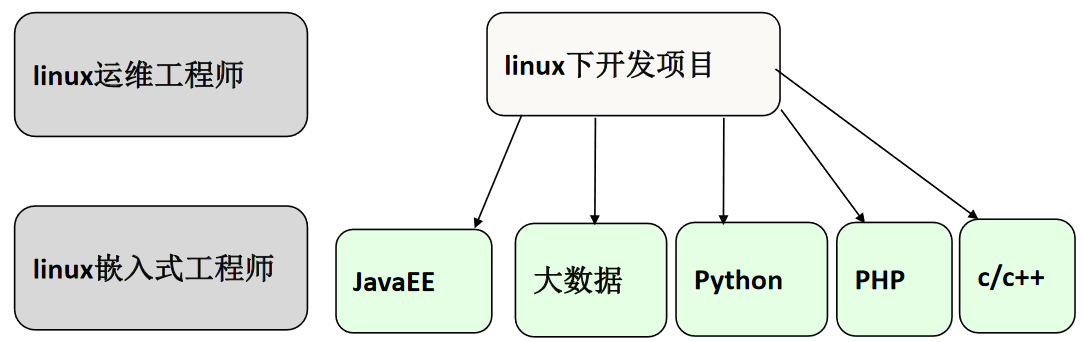 linux运维工程师
linux下开发项目
linux嵌入式工程师
JavaEE
大数据
Python
PHP
c/c++